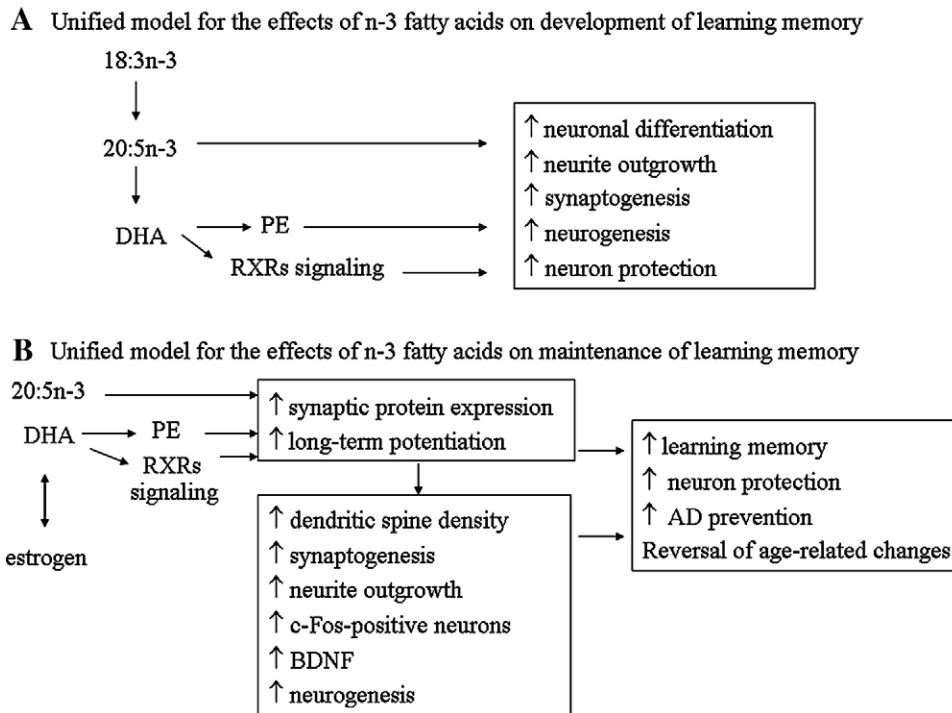 A Unified model for the effects of n-3 fatty acids on development of learning memory
18:3n-3
20:5n-3
DHA
PE
RXRs signaling
↑ neuronal differentiation
↑ neurite outgrowth
↑ synaptogenesis
↑ neurogenesis
↑ neuron protection
B Unified model for the effects of n-3 fatty acids on maintenance of learning memory
20:5n-3
DHA
PE
RXRs
signaling
estrogen
↑ synaptic protein expression
↑ long-term potentiation
↑ dendritic spine density
↑ synaptogenesis
↑ neurite outgrowth
↑ c-Fos-positive neurons
↑ BDNF
↑ neurogenesis
↑ learning memory
↑ neuron protection
↑ AD prevention
Reversal of age-related changes